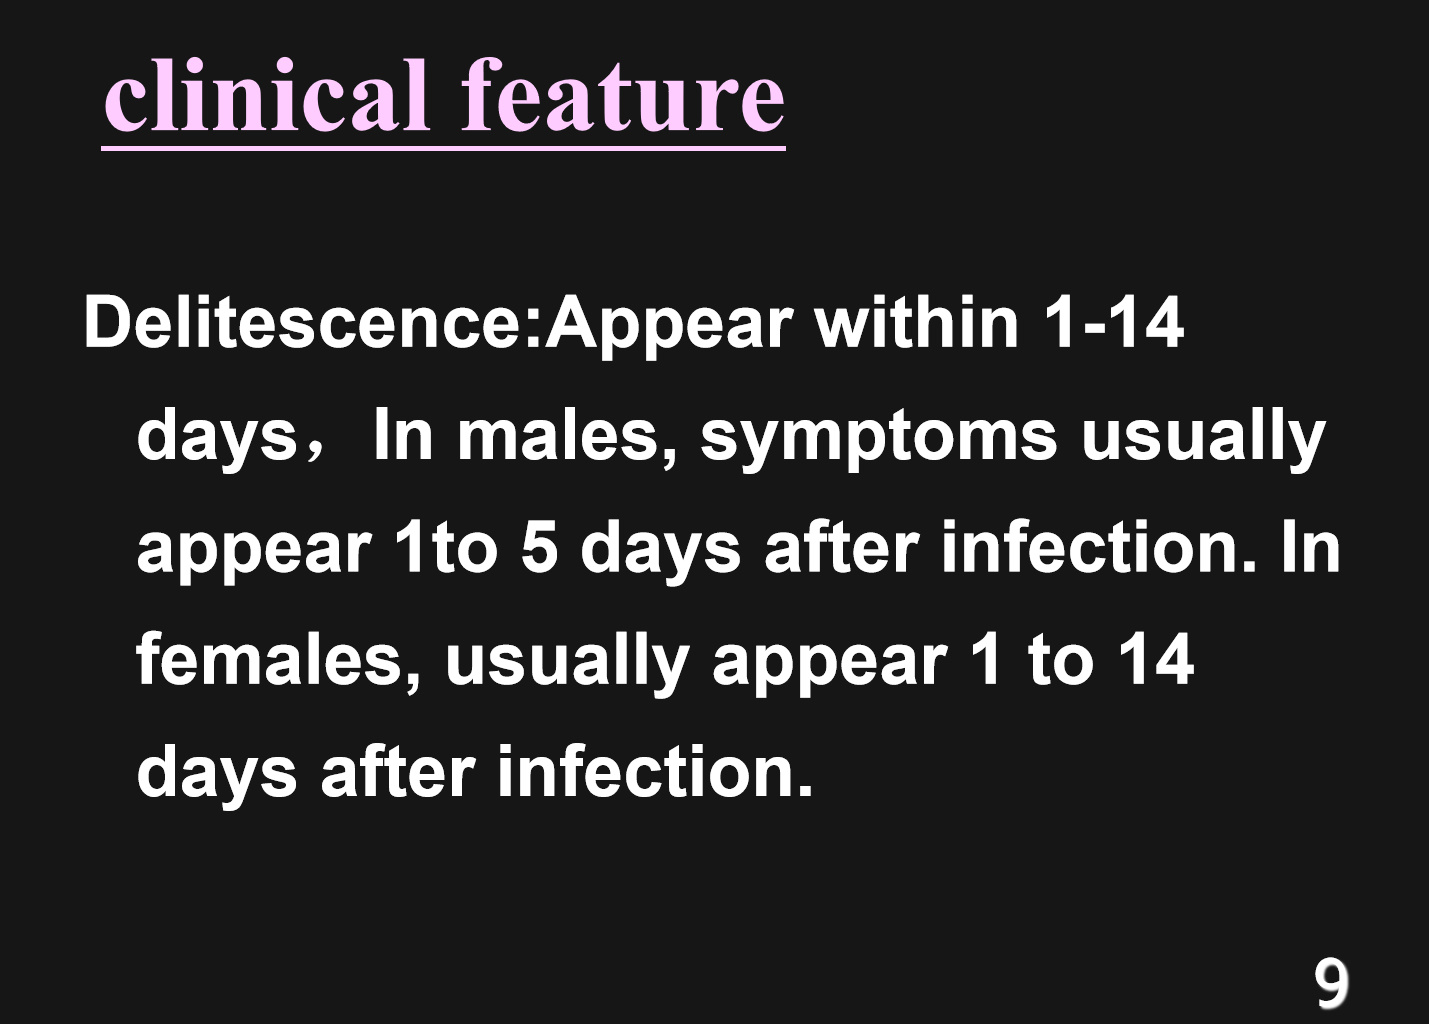 clinical feature
Delitescence:Appear within 1-14
days，In males, symptoms usually
appear 1to 5 days after infection. In
females, usually appear 1 to 14
days after infection.
9